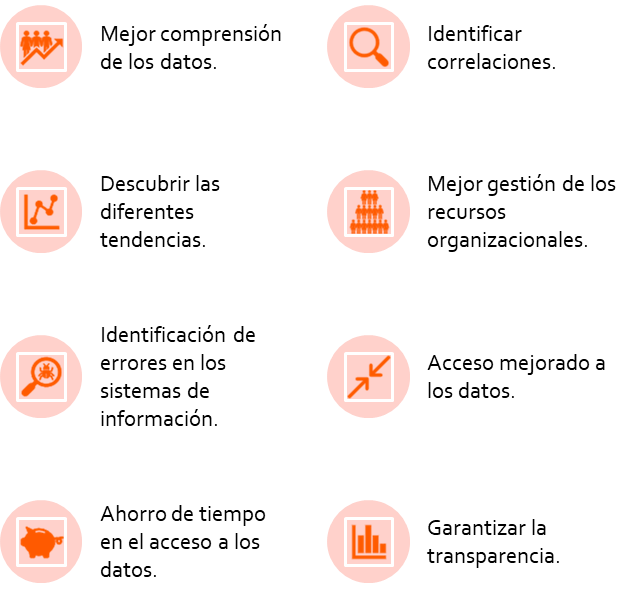 Mejor comprensión
de los datos.
Identificar
correlaciones.
Descubrir las
diferentes
tendencias.
Mejor gestión de los
recursos
organizacionales.
Identificación de
errores en los
sistemas de
información.
Acceso mejorado a
los datos.
Ahorro de tiempo
en el acceso a los
datos.
Garantizar la
transparencia.